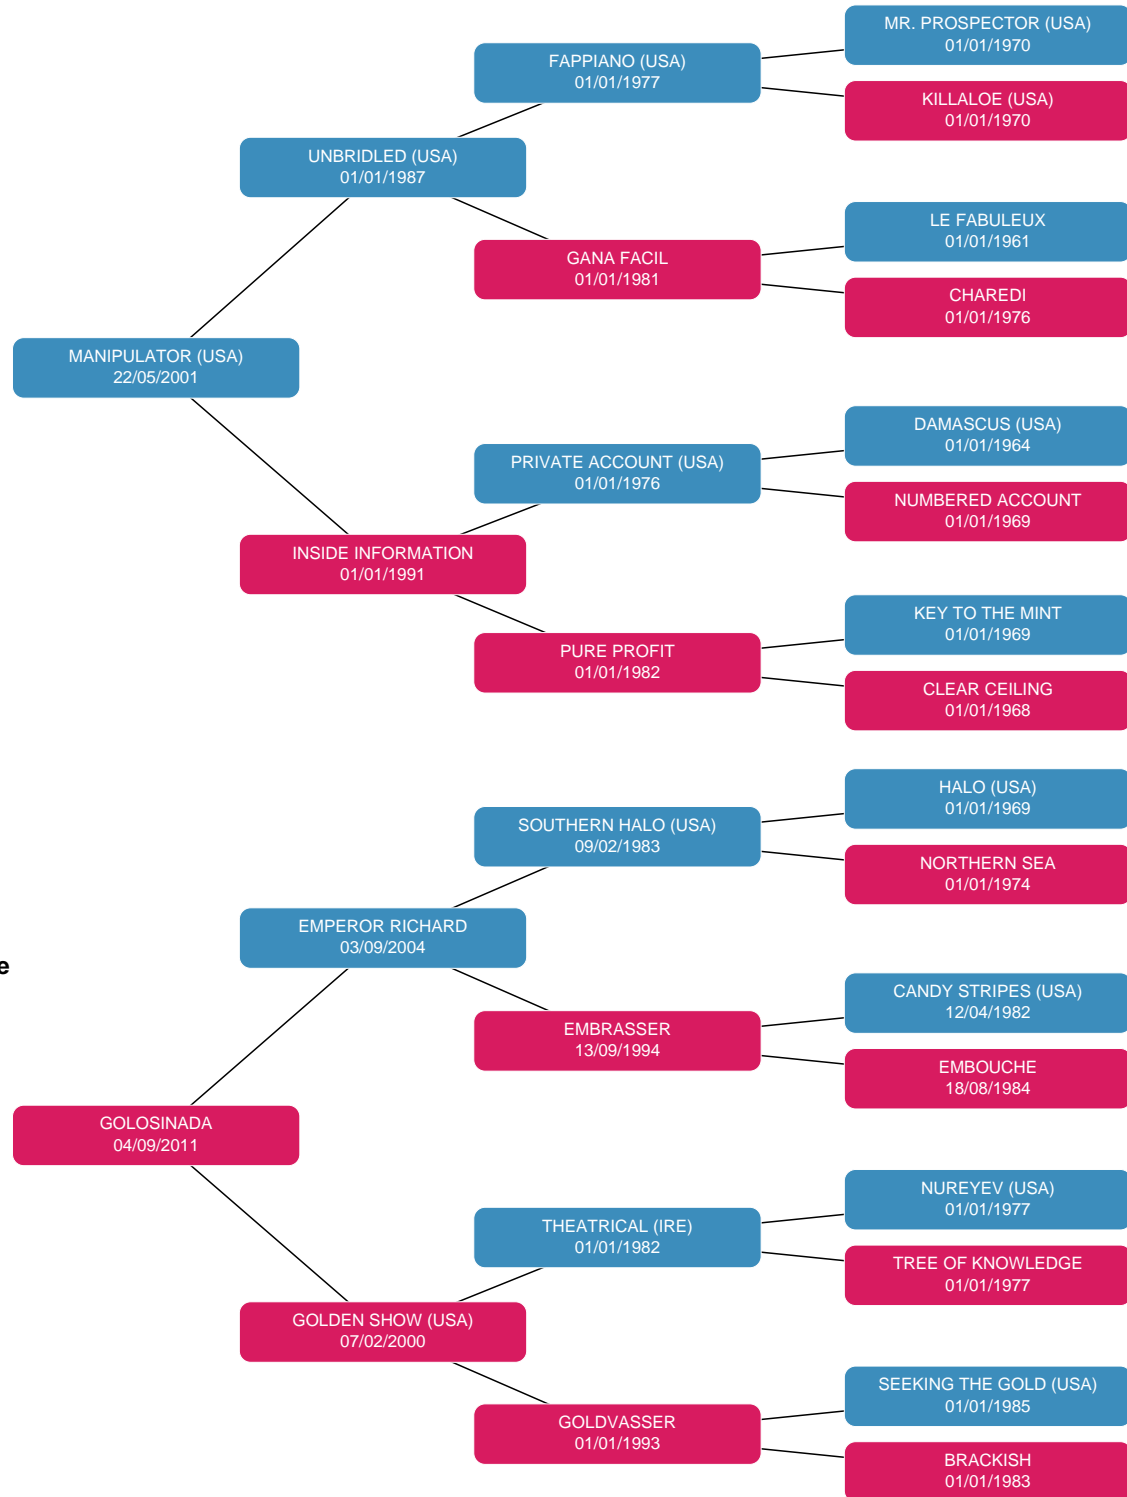 MR. PROSPECTOR (USA)
01/01/1970
FAPPIANO (USA)
01/01/1977
KILLALOE (USA)
01/01/1970
UNBRIDLED (USA)
01/01/1987
LE FABULEUX
01/01/1961
GANA FACIL
01/01/1981
CHAREDI
01/01/1976
MANIPULATOR (USA)
22/05/2001
DAMASCUS (USA)
01/01/1964
PRIVATE ACCOUNT (USA)
01/01/1976
NUMBERED ACCOUNT
01/01/1969
INSIDE INFORMATION
01/01/1991
KEY TO THE MINT
01/01/1969
PURE PROFIT
01/01/1982
CLEAR CEILING
01/01/1968
HALO (USA)
01/01/1969
SOUTHERN HALO (USA)
09/02/1983
NORTHERN SEA
01/01/1974
EMPEROR RICHARD
03/09/2004
e
CANDY STRIPES (USA)
12/04/1982
EMBRASSER
13/09/1994
EMBOUCHE
18/08/1984
GOLOSINADA
04/09/2011
NUREYEV (USA)
01/01/1977
THEATRICAL (IRE)
01/01/1982
TREE OF KNOWLEDGE
01/01/1977
GOLDEN SHOW (USA)
07/02/2000
SEEKING THE GOLD (USA)
01/01/1985
GOLDVASSER
01/01/1993
BRACKISH
01/01/1983